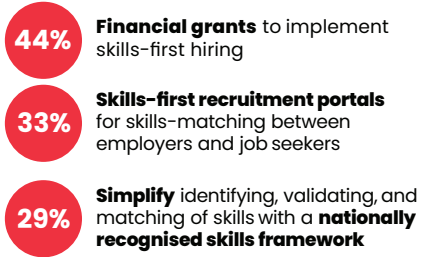 44%
Financial grants to implement
skills-first hiring
33%
Skills-first recruitment portals
for skills-matching between
employers and job seekers
29%
Simplify identifying, validating, and
matching of skills with a nationally
recognised skills framework